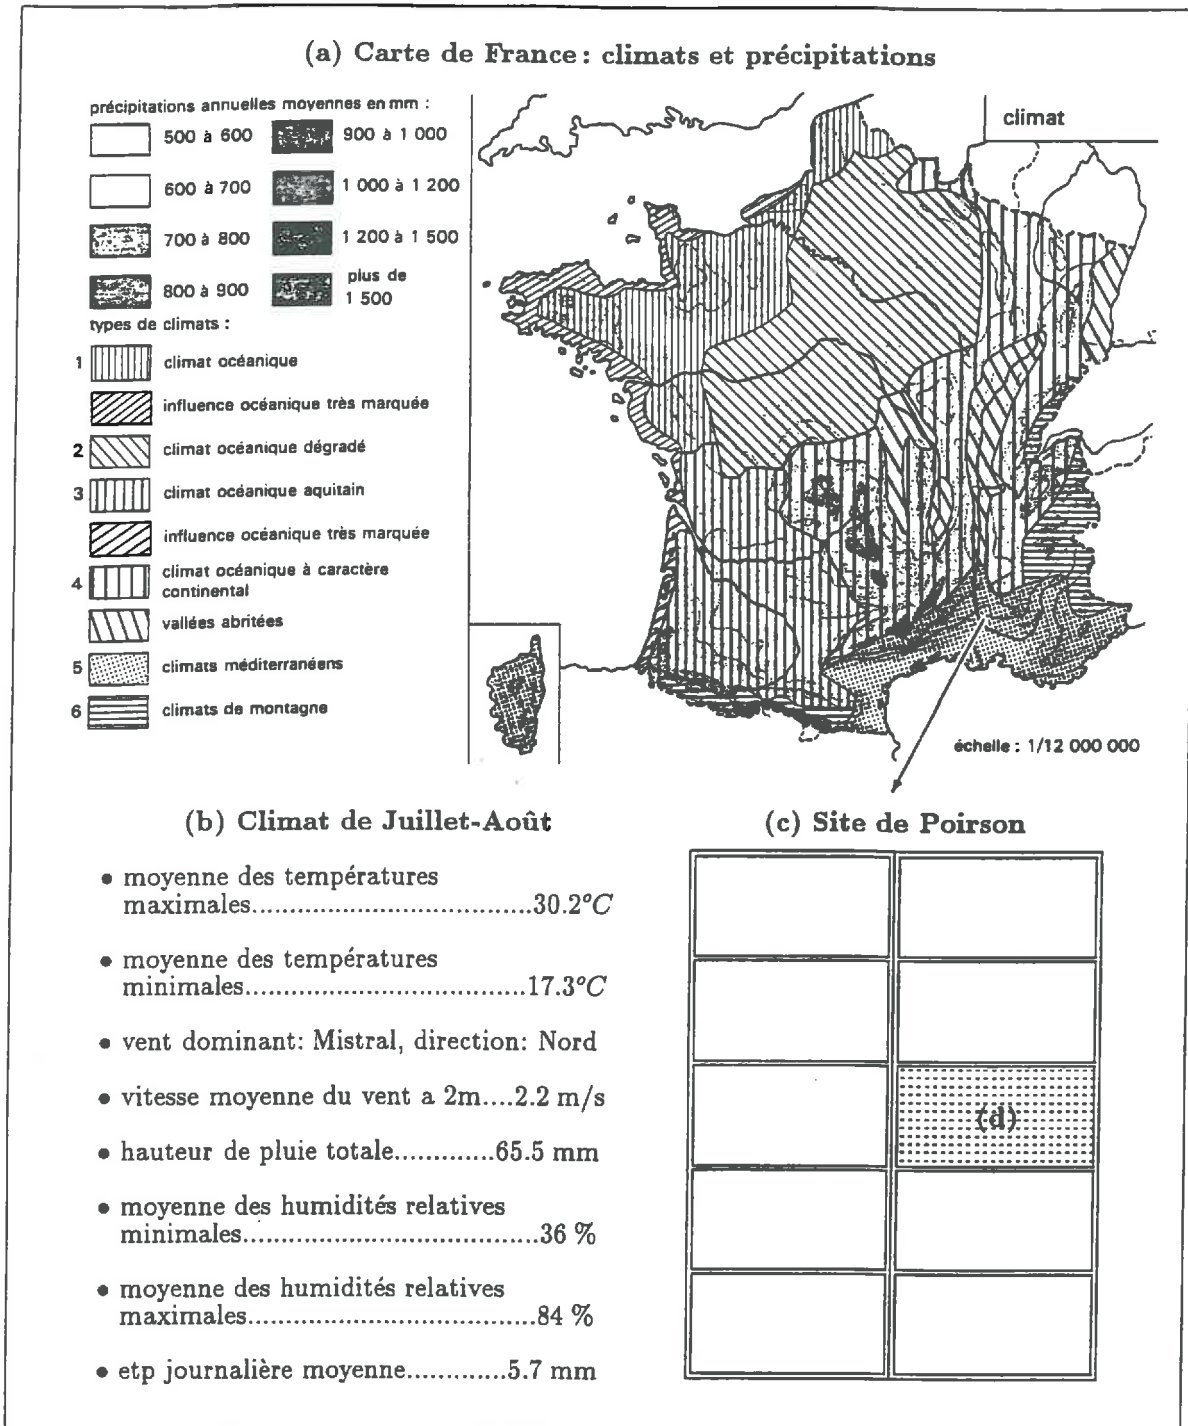 (a) Carte de France : climats et précipitations
précipitations annuelles moyennes en mm :
500 à 600
900 à 1 000
600 à 700
1 000 à 1 200
700 à 800
1 200 à 1 500
800 à 900
plus de
1 500
types de climats :
1 climat océanique
influence océanique très marquée
2 climat océanique dégradé
3 climat océanique aquitain
influence océanique très marquée
4 climat océanique à caractère
continental
vallées abritées
5 climats méditerranéens
6 climats de montagne
climat
échelle : 1/12 000 000
(b) Climat de Juillet-Août
• moyenne des températures
maximales......................................30.2°C
• moyenne des températures
minimales......................................17.3°C
• vent dominant: Mistral, direction: Nord
• vitesse moyenne du vent a 2m....2.2 m/s
• hauteur de pluie totale.............65.5 mm
• moyenne des humidités relatives
minimales........................................36 %
• moyenne des humidités relatives
maximales.......................................84 %
• etp journalière moyenne.............5.7 mm
(c) Site de Poirson
(d)